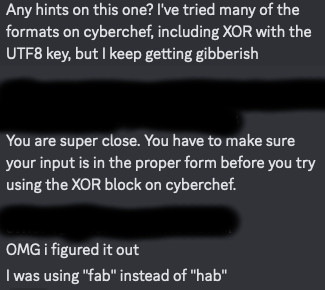 Any hints on this one? I've tried many of the
formats on cyberchef, including XOR with the
UTF8 key, but I keep getting gibberish
You are super close. You have to make sure
your input is in the proper form before you try
using the XOR block on cyberchef.
OMG i figured it out
I was using "fab" instead of "hab"